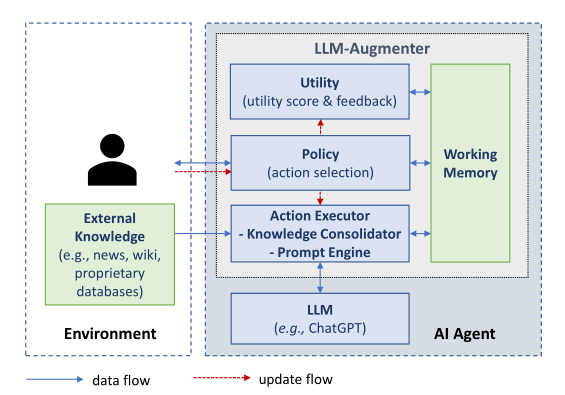 LLM-Augmenter
Utility
(utility score & feedback)
Policy
(action selection)
Working
Memory
External
Knowledge
(e.g., news, wiki,
proprietary
databases)
Action Executor
- Knowledge Consolidator
- Prompt Engine
LLM
(e.g., ChatGPT)
Environment
AI Agent
data flow
update flow